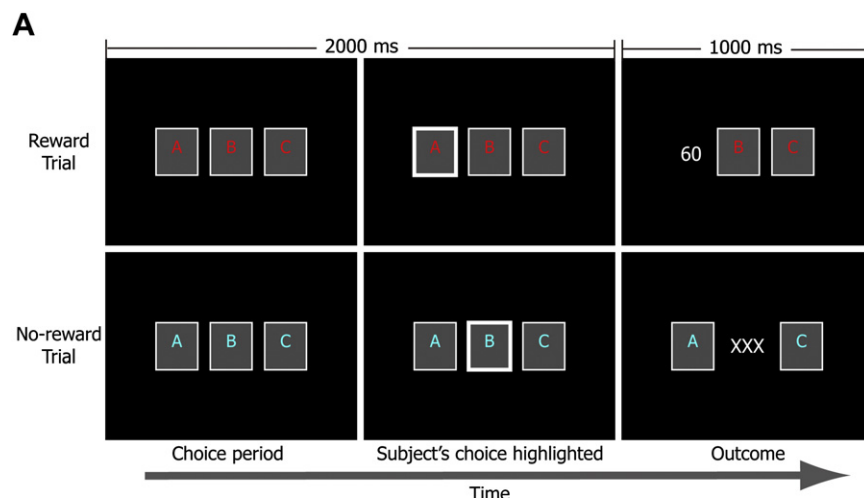 A
2000 ms
1000 ms
Reward
Trial
A B C
A B C
60 B C
No-reward
Trial
A B C
A B C
A XXX C
Choice period
Subject's choice highlighted
Outcome
Time